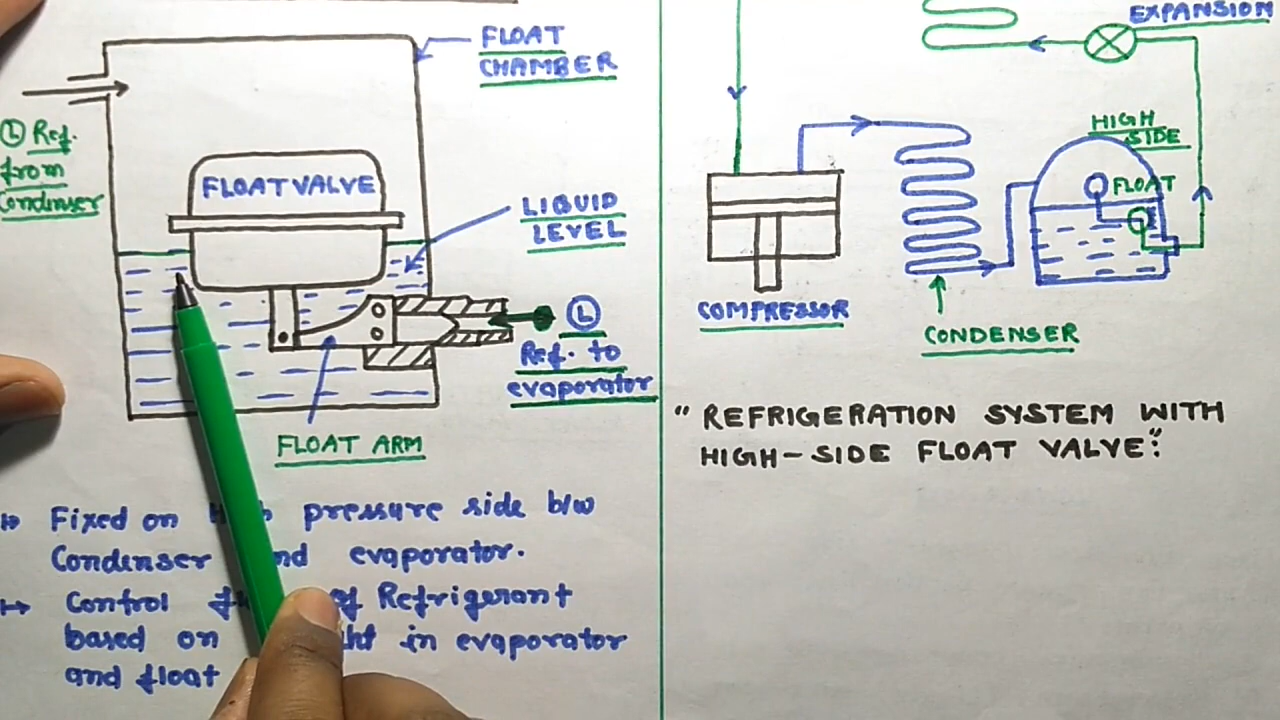 FLOAT
CHAMBER
Ⓛ Ref.
from
Condenser
FLOAT VALVE
LIQUID
LEVEL
Ⓛ
Ref. to
evaporator
FLOAT ARM
Fixed on pressure side b/w
Condenser evaporator.
Control of Refrigerant
based on in evaporator
and float
EXPANSION
HIGH
SIDE
FLOAT
COMPRESSOR
CONDENSER
"REFRIGERATION SYSTEM WITH
HIGH-SIDE FLOAT VALVE".